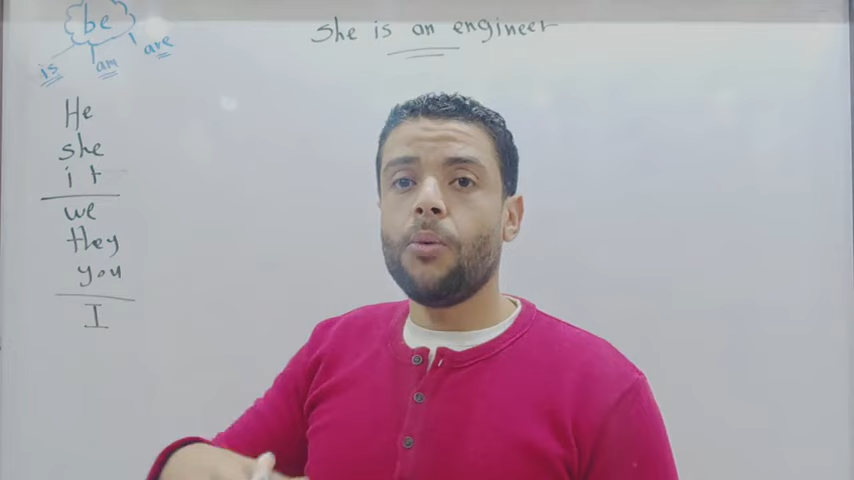 be
is am are
She is an engineer
He
she
it
we
they
you
I